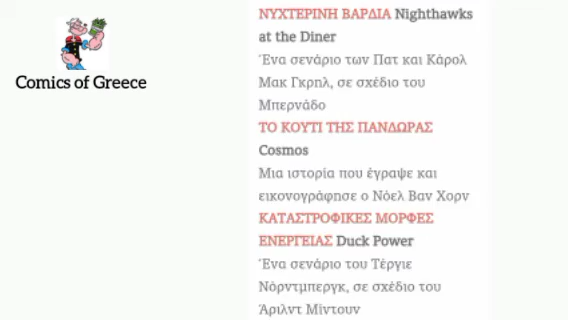 Comics of Greece
ΝΥΧΤΕΡΙΝΗ ΒΑΡΔΙΑ Nighthawks
at the Diner
Ένα σενάριο των Πατ και Κάρολ
Μακ Γκρηλ, σε σχέδιο του
Μπερνάδο
ΤΟ ΚΟΥΤΙ ΤΗΣ ΠΑΝΔΩΡΑΣ
Cosmos
Μια ιστορία που έγραψε και
εικονογράφησε ο Νόελ Βαν Χορν
ΚΑΤΑΣΤΡΟΦΙΚΕΣ ΜΟΡΦΕΣ
ΕΝΕΡΓΕΙΑΣ Duck Power
Ένα σενάριο του Τέργιε
Νόρντμπεργκ, σε σχέδιο του
Άριλντ Μίντουν